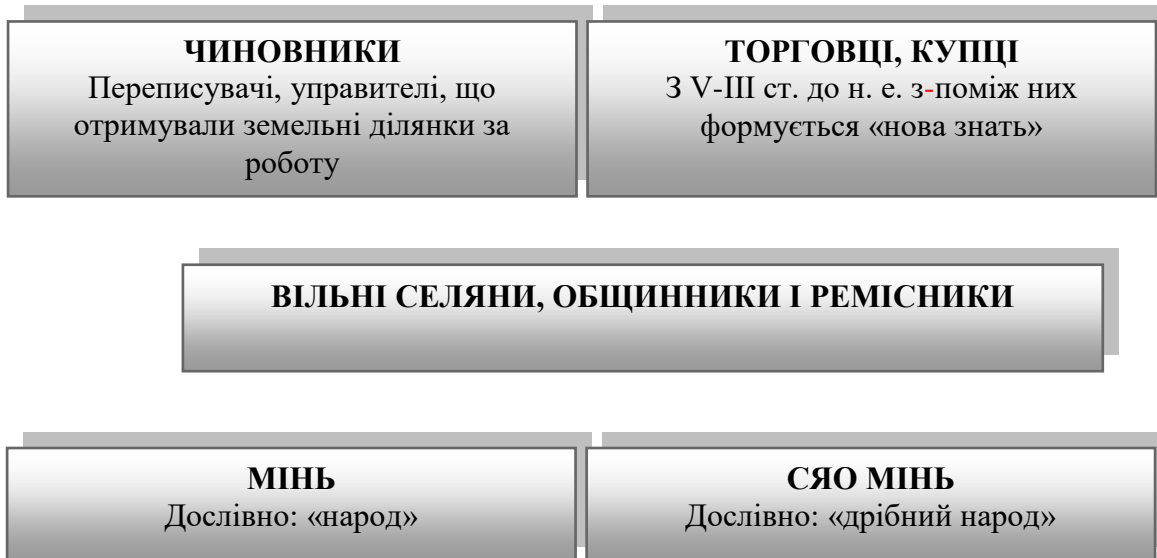 ЧИНОВНИКИ
Переписувачі, управителі, що
отримували земельні ділянки за
роботу
ТОРГОВЦІ, КУПЦІ
З V-III ст. до н. е. з-поміж них
формується «нова знать»
ВІЛЬНІ СЕЛЯНИ, ОБЩИННИКИ І РЕМІСНИКИ
МІНЬ
Дослівно: «народ»
СЯО МІНЬ
Дослівно: «дрібний народ»